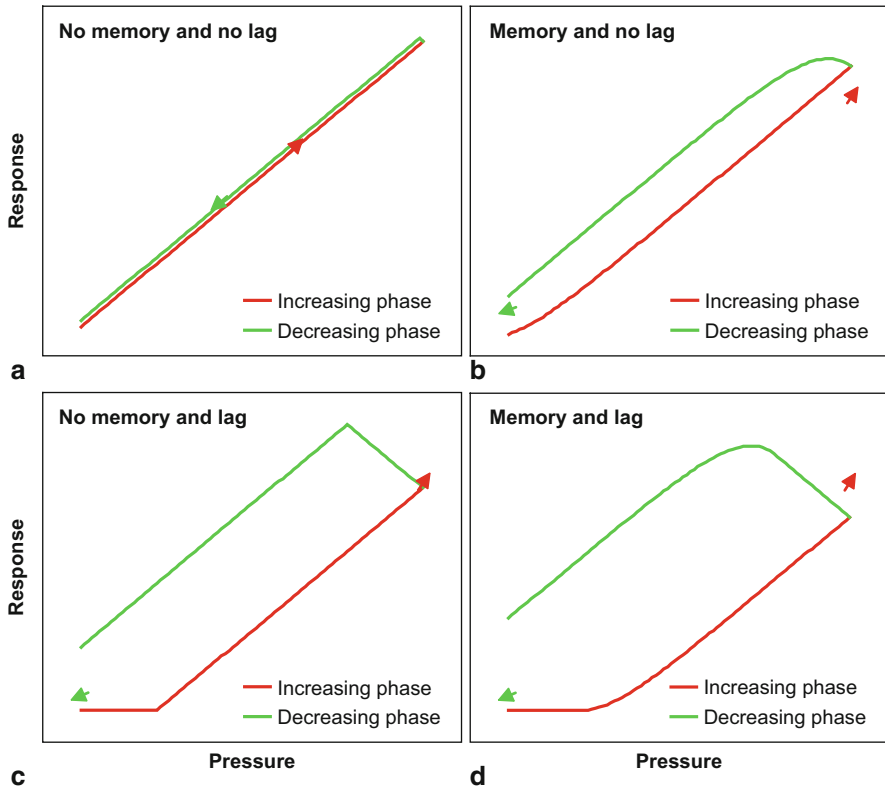 No memory and no lag
Response
Increasing phase
Decreasing phase
a
Memory and no lag
Increasing phase
Decreasing phase
b
No memory and lag
Response
Increasing phase
Decreasing phase
Pressure
c
Memory and lag
Increasing phase
Decreasing phase
Pressure
d